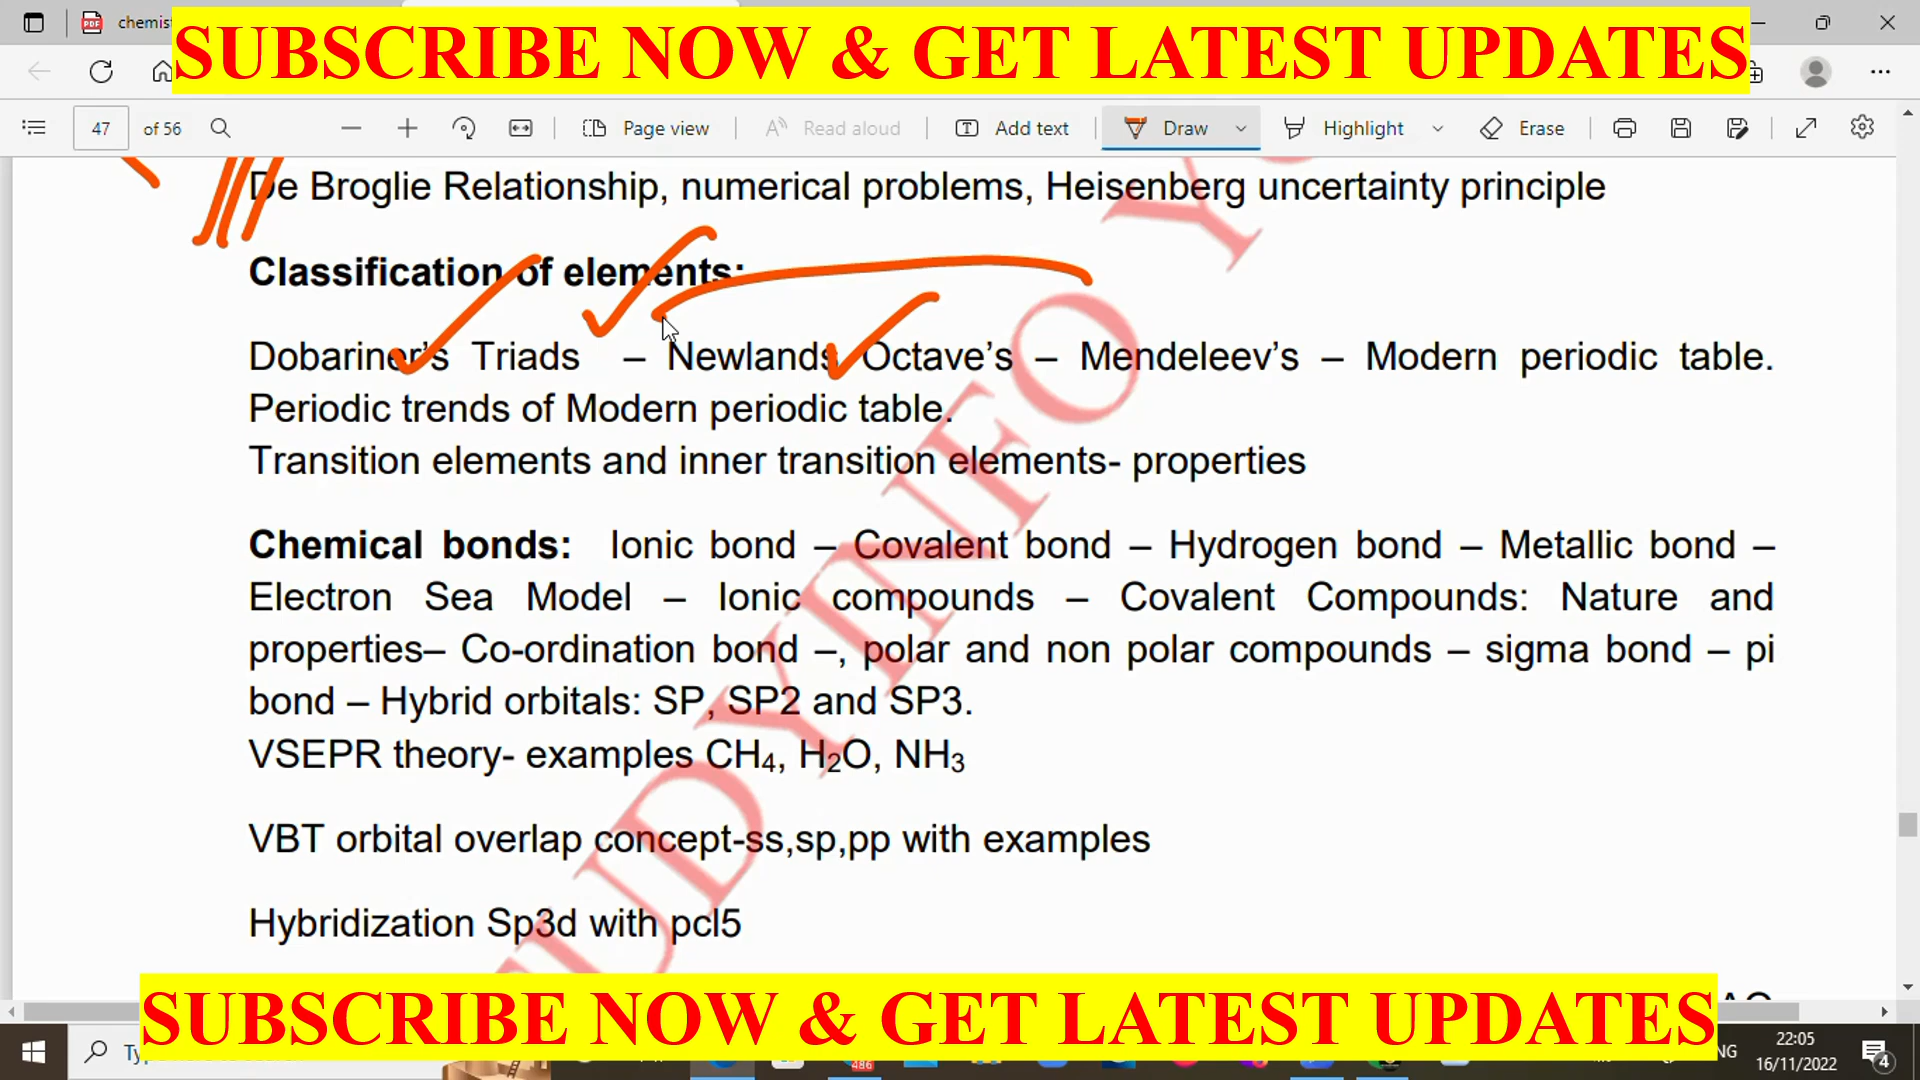 chemist
SUBSCRIBE NOW & GET LATEST UPDATES
47 of 56 Page view Read aloud Add text Draw Highlight Erase
De Broglie Relationship, numerical problems, Heisenberg uncertainty principle
Classification of elements:
Dobariner's Triads – Newlands Octave's – Mendeleev's – Modern periodic table.
Periodic trends of Modern periodic table.
Transition elements and inner transition elements- properties
Chemical bonds: Ionic bond – Covalent bond – Hydrogen bond – Metallic bond –
Electron Sea Model – Ionic compounds – Covalent Compounds: Nature and
properties– Co-ordination bond –, polar and non polar compounds – sigma bond – pi
bond – Hybrid orbitals: SP, SP2 and SP3.
VSEPR theory- examples CH4, H2O, NH3
VBT orbital overlap concept-ss,sp,pp with examples
Hybridization Sp3d with pcl5
SUBSCRIBE NOW & GET LATEST UPDATES
22:05
16/11/2022
4